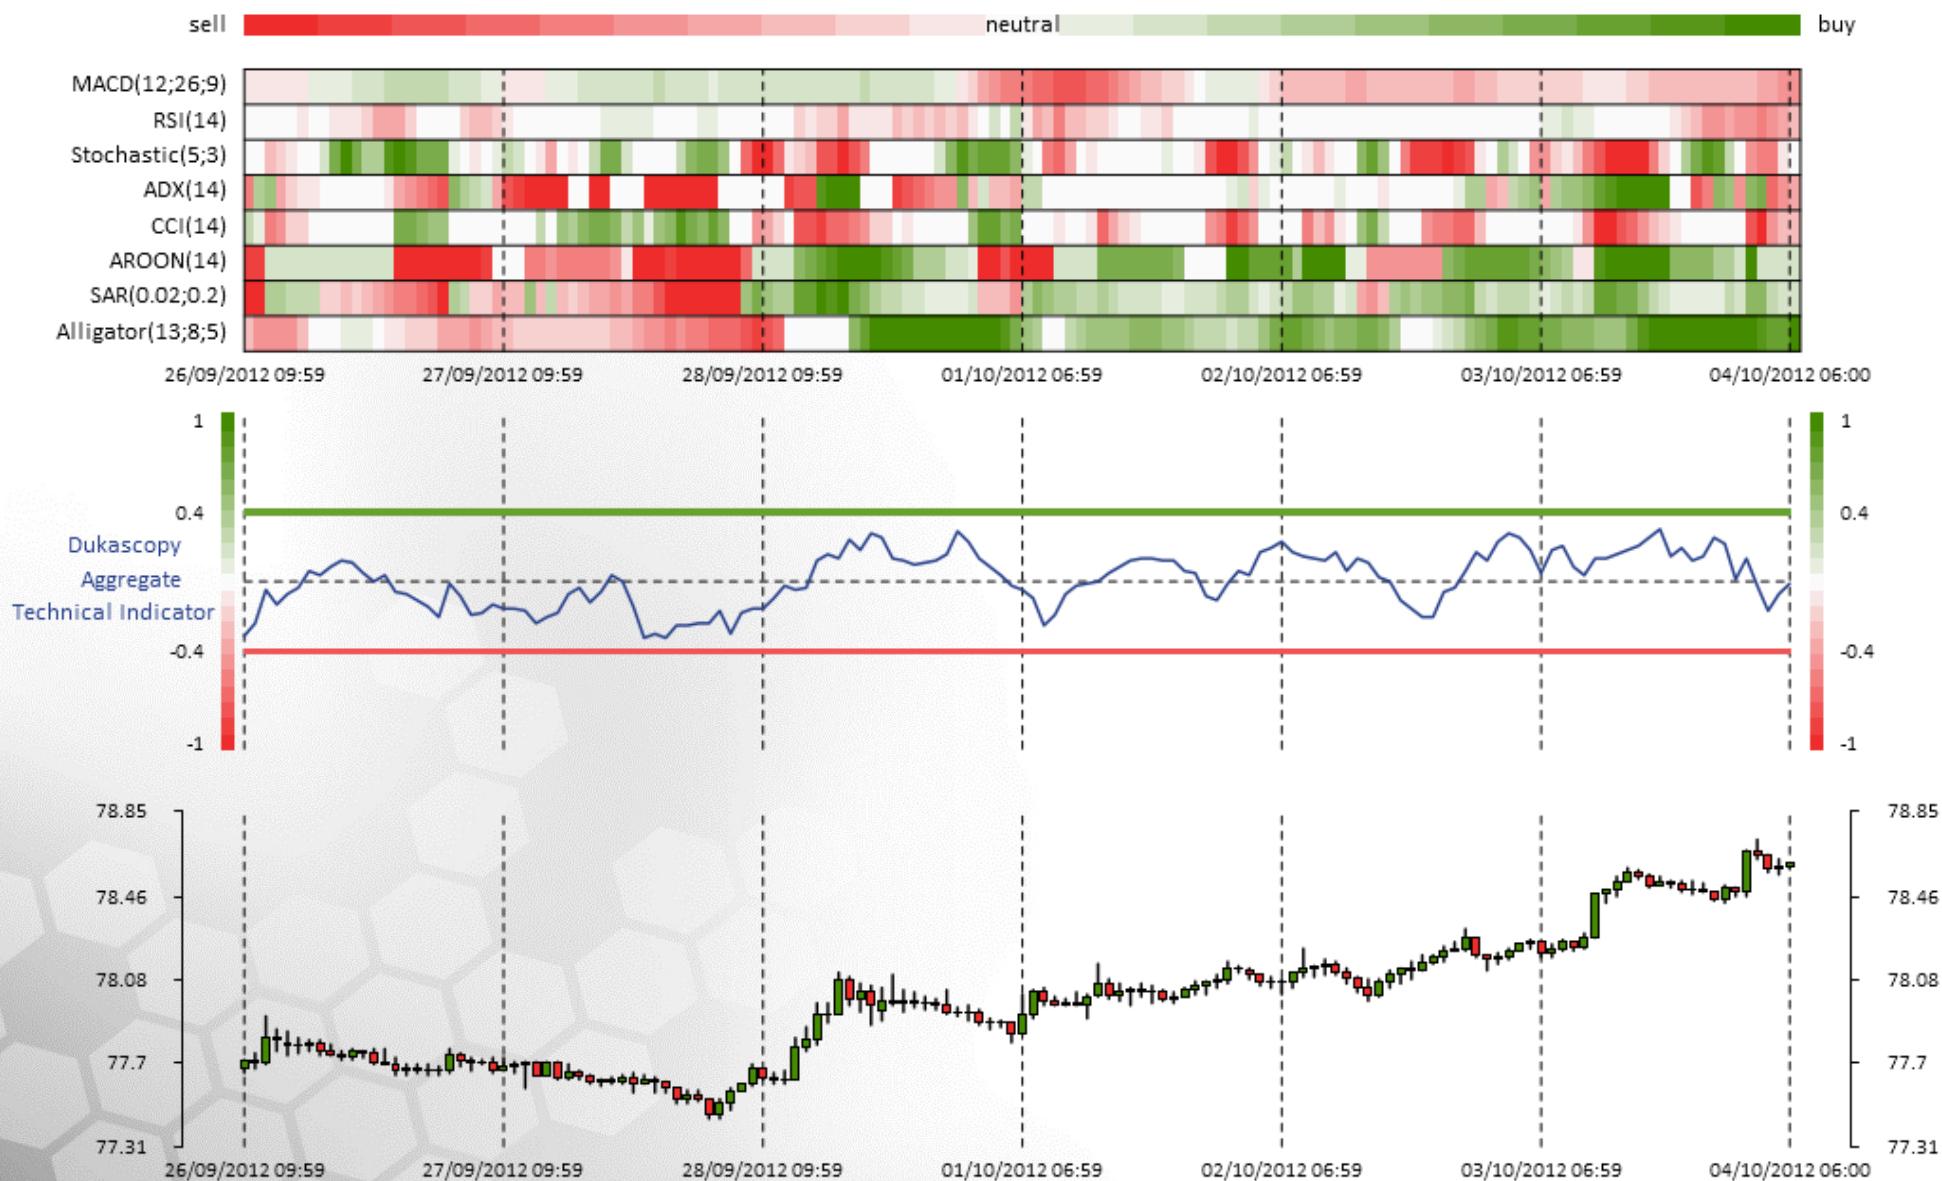 sell neutral buy
MACD(12;26;9)
RSI(14)
Stochastic(5;3)
ADX(14)
CCI(14)
AROON(14)
SAR(0.02;0.2)
Alligator(13;8;5)
26/09/2012 09:59 27/09/2012 09:59 28/09/2012 09:59 01/10/2012 06:59 02/10/2012 06:59 03/10/2012 06:59 04/10/2012 06:00
1 1
0.4 0.4
Dukascopy
Aggregate
Technical Indicator
-0.4 -0.4
-1 -1
78.85 78.85
78.46 78.46
78.08 78.08
77.7 77.7
77.31 77.31
26/09/2012 09:59 27/09/2012 09:59 28/09/2012 09:59 01/10/2012 06:59 02/10/2012 06:59 03/10/2012 06:59 04/10/2012 06:00